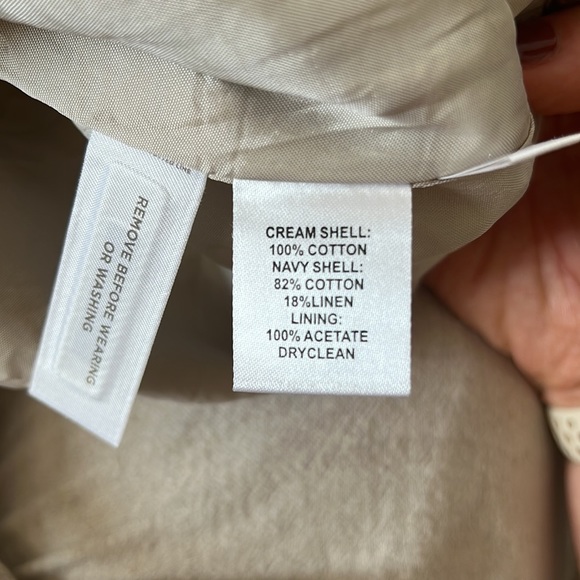 REMOVE BEFORE WEARING
OR WASHING
CREAM SHELL:
100% COTTON
NAVY SHELL:
82% COTTON
18%LINEN
LINING:
100% ACETATE
DRYCLEAN